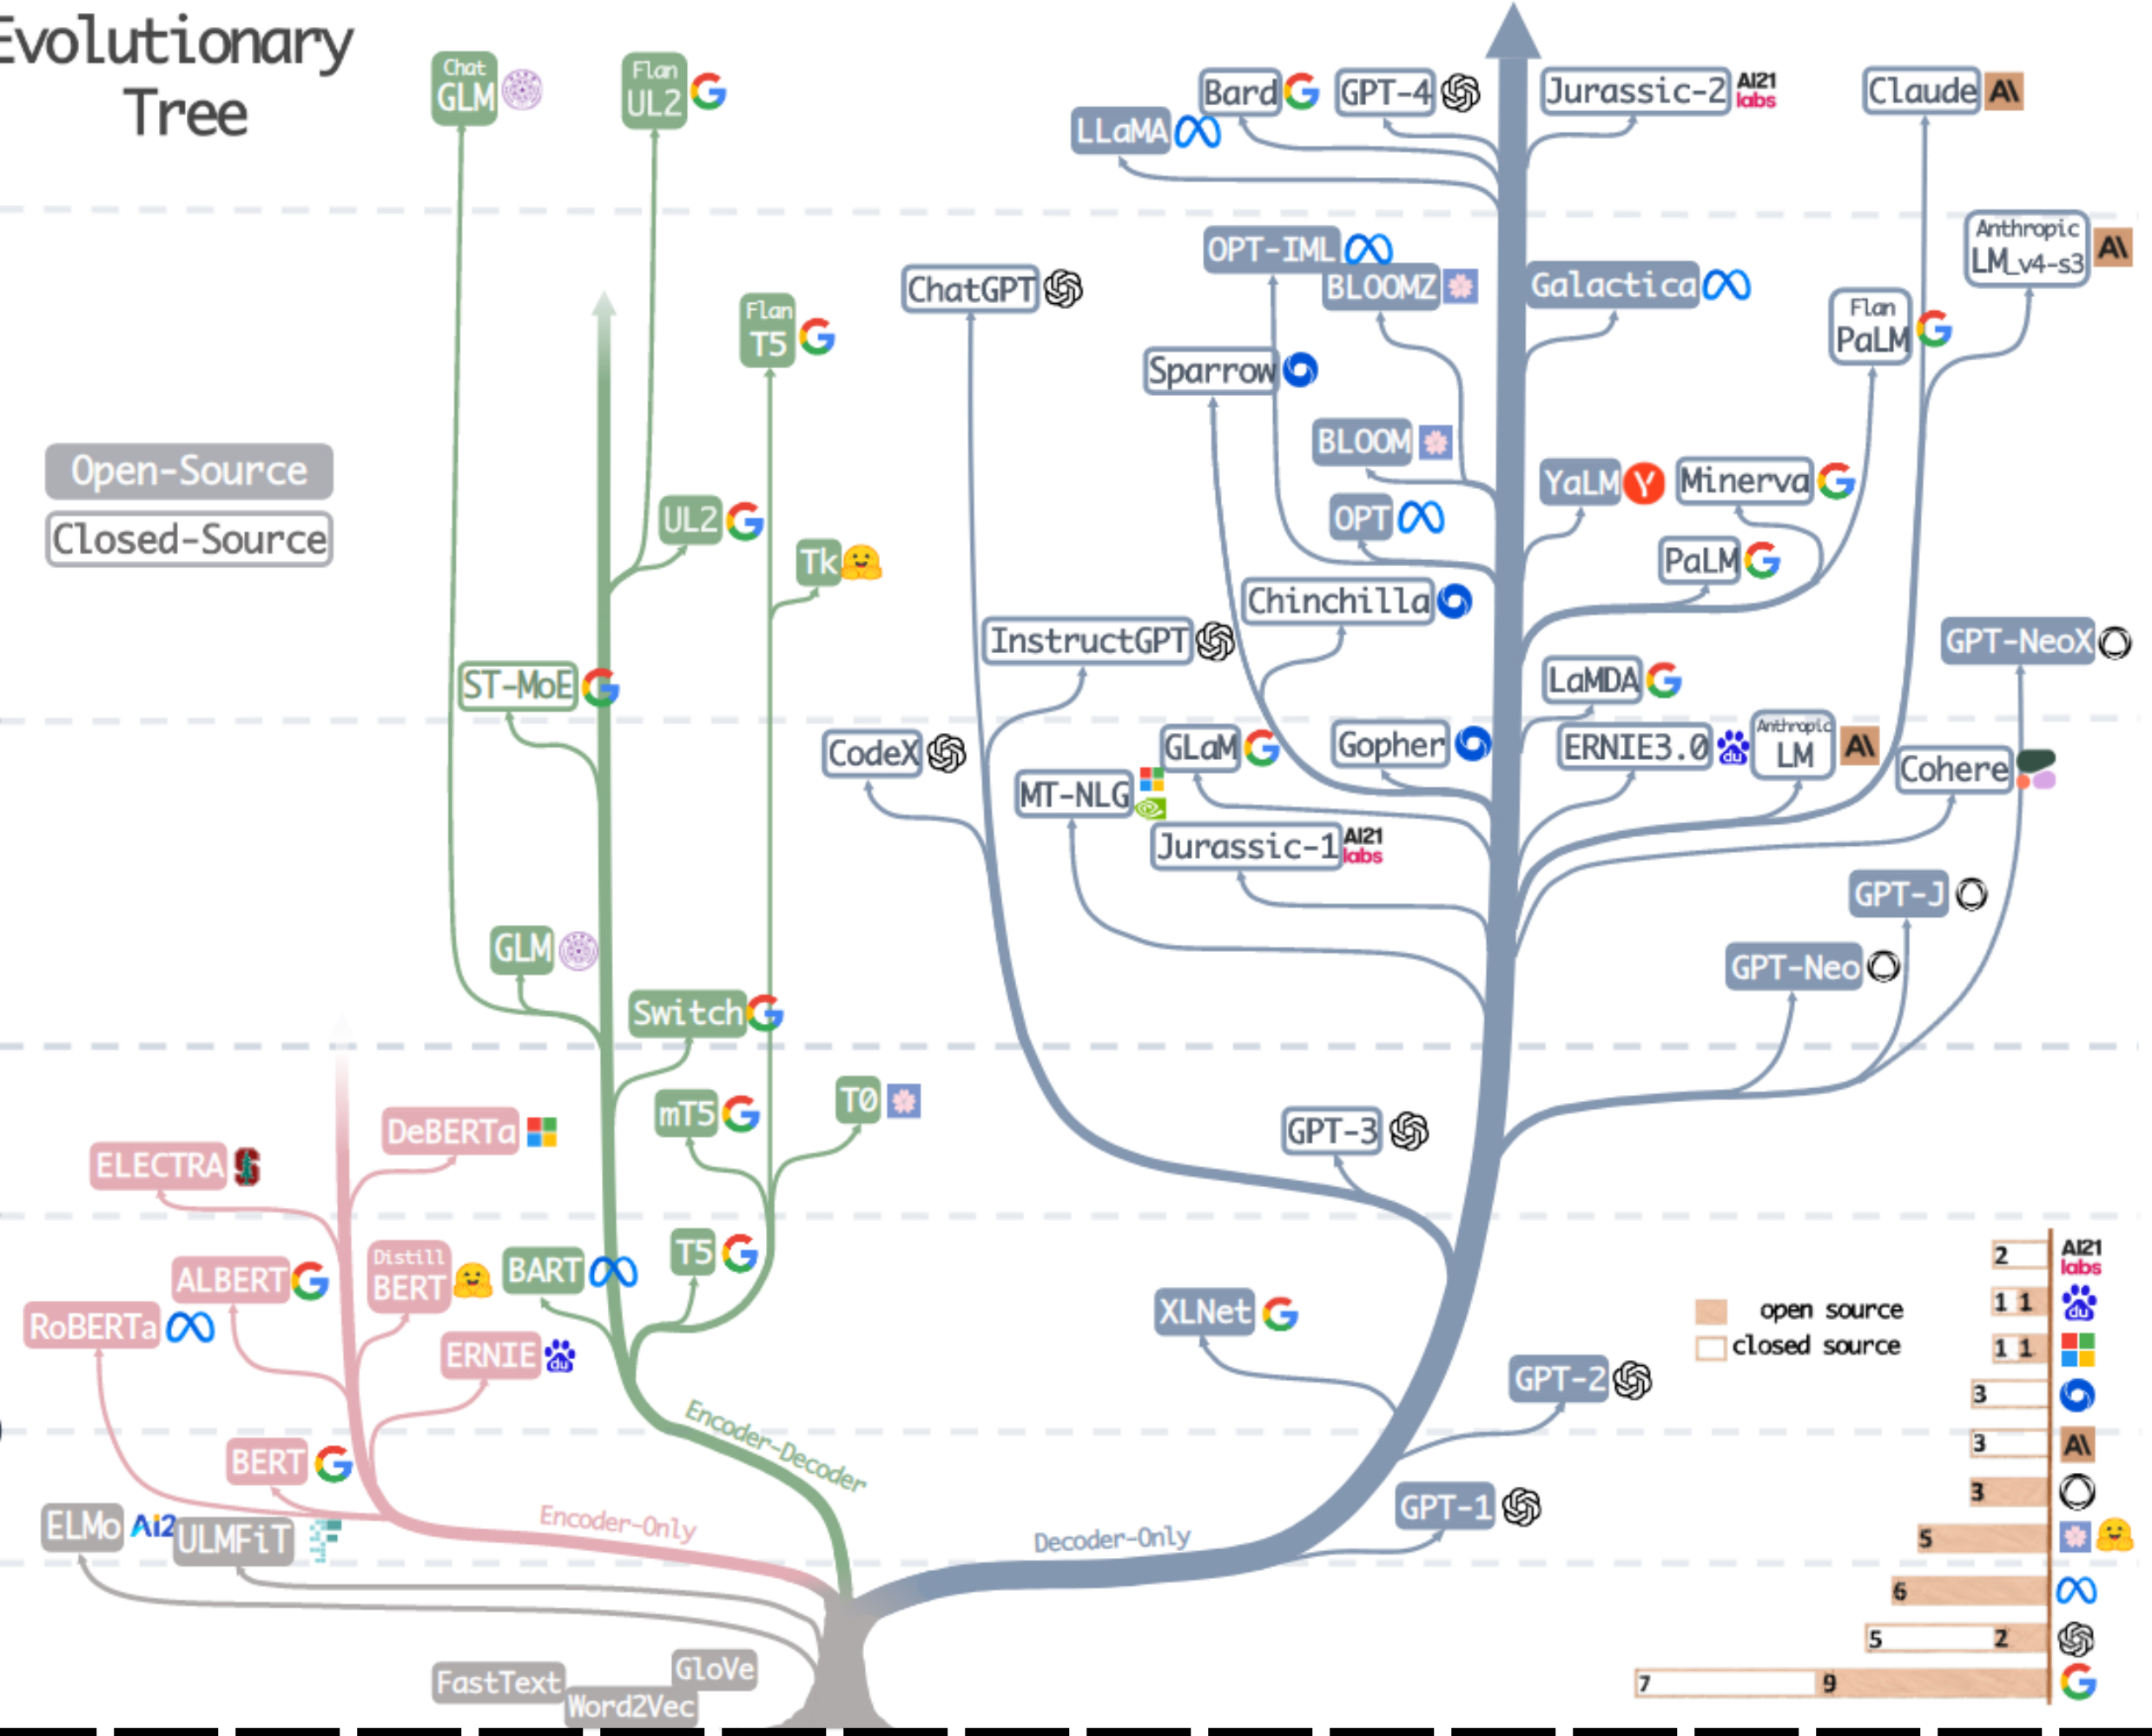 Evolutionary
Tree
Open-Source
Closed-Source
Chat
GLM
Flan
UL2
Flan
T5
UL2
Tk
ST-MoE
GLM
Switch
mT5
T0
BART
T5
DeBERTa
ELECTRA
ALBERT
Distill
BERT
RoBERTa
ERNIE
BERT
ELMo
Ai2
ULMFiT
Encoder-Decoder
Encoder-Only
Decoder-Only
FastText
Word2Vec
GloVe
Bard
GPT-4
Jurassic-2
AI21
labs
Claude
A\
LLaMA
OPT-IML
BLOOMZ
Galactica
Anthropic
LM_v4-s3
A\
ChatGPT
Flan
PaLM
Sparrow
BLOOM
YaLM
Minerva
OPT
PaLM
Chinchilla
InstructGPT
GPT-NeoX
LaMDA
CodeX
GLaM
Gopher
ERNIE3.0
du
Anthropic
LM
A\
MT-NLG
Cohere
Jurassic-1
AI21
labs
GPT-J
GPT-Neo
GPT-3
XLNet
GPT-2
GPT-1
open source
closed source
2
AI21
labs
1 1
du
1 1
3
3
A\
3
5
6
5 2
7 9